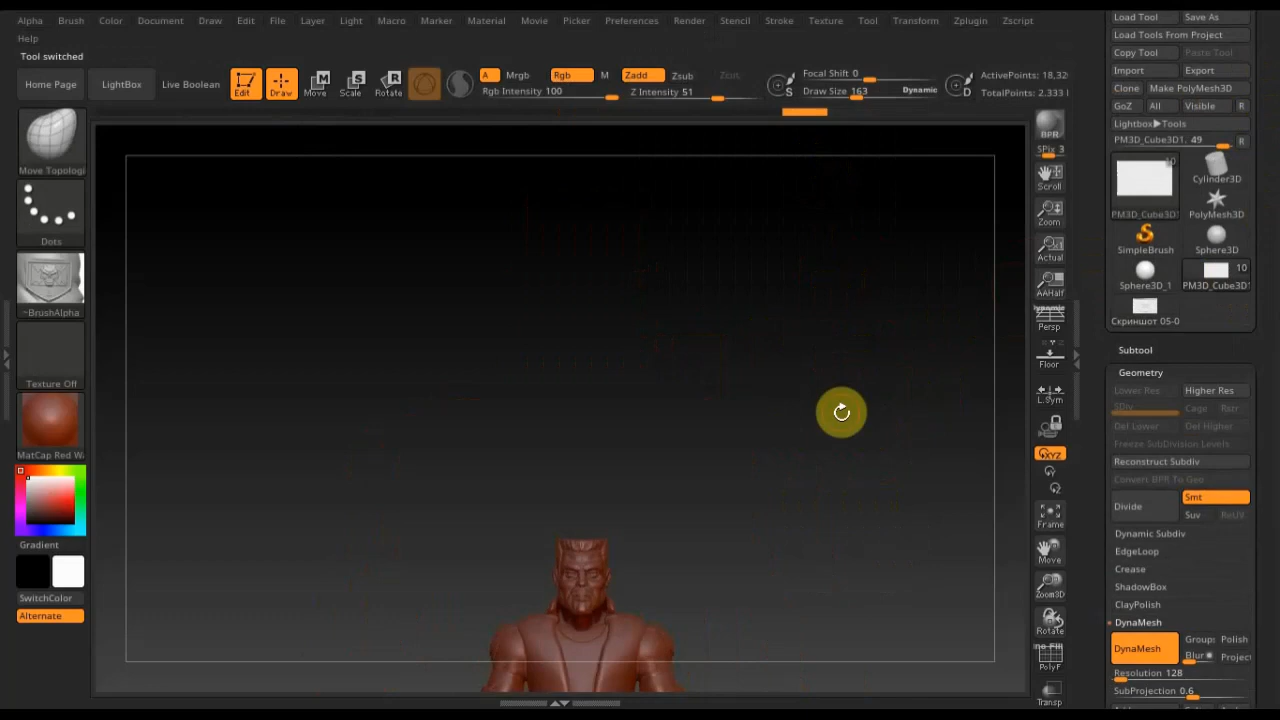 Alpha Brush Color Document Draw Edit File Layer Light Macro Marker Material Movie Picker Preferences Render Stencil Stroke Texture Tool Transform Zplugin Zscript
Help
Tool switched
Home Page
LightBox
Live Boolean
Edit
Draw
Move
Scale
Rotate
A Mrgb Rgb M Zadd Zsub
Rgb Intensity 100 Z Intensity 51
Focal Shift 0
Draw Size 163 Dynamic
ActivePoints: 18,32
TotalPoints: 2.333
Move Topologi
Dots
~BrushAlpha
Texture Off
MatCap Red W
Gradient
SwitchColor
Alternate
BPR
SPix 3
Scroll
Zoom
Actual
AAHalf
Dynamic
Persp
Floor
L.Sym
XYZ
Frame
Move
Zoom3D
Rotate
PolyF
Transp
Load Tool Save As
Load Tools From Project
Copy Tool Paste Tool
Import Export
Clone Make PolyMesh3D
GoZ All Visible R
Lightbox▶Tools
PM3D_Cube3D1. 49 R
10
PM3D_Cube3D
Cylinder3D
PolyMesh3D
SimpleBrush
Sphere3D
Sphere3D_1
10
PM3D_Cube3D1
Скриншот 05-0
Subtool
Geometry
Lower Res Higher Res
SDiv Cage Rstr
Del Lower Del Higher
Freeze SubDivision Levels
Reconstruct Subdiv
Convert BPR To Geo
Divide
Smt
Suv ReUV
Dynamic Subdiv
EdgeLoop
Crease
ShadowBox
ClayPolish
DynaMesh
DynaMesh
Group: Polish
Blur Project
Resolution 128
SubProjection 0.6